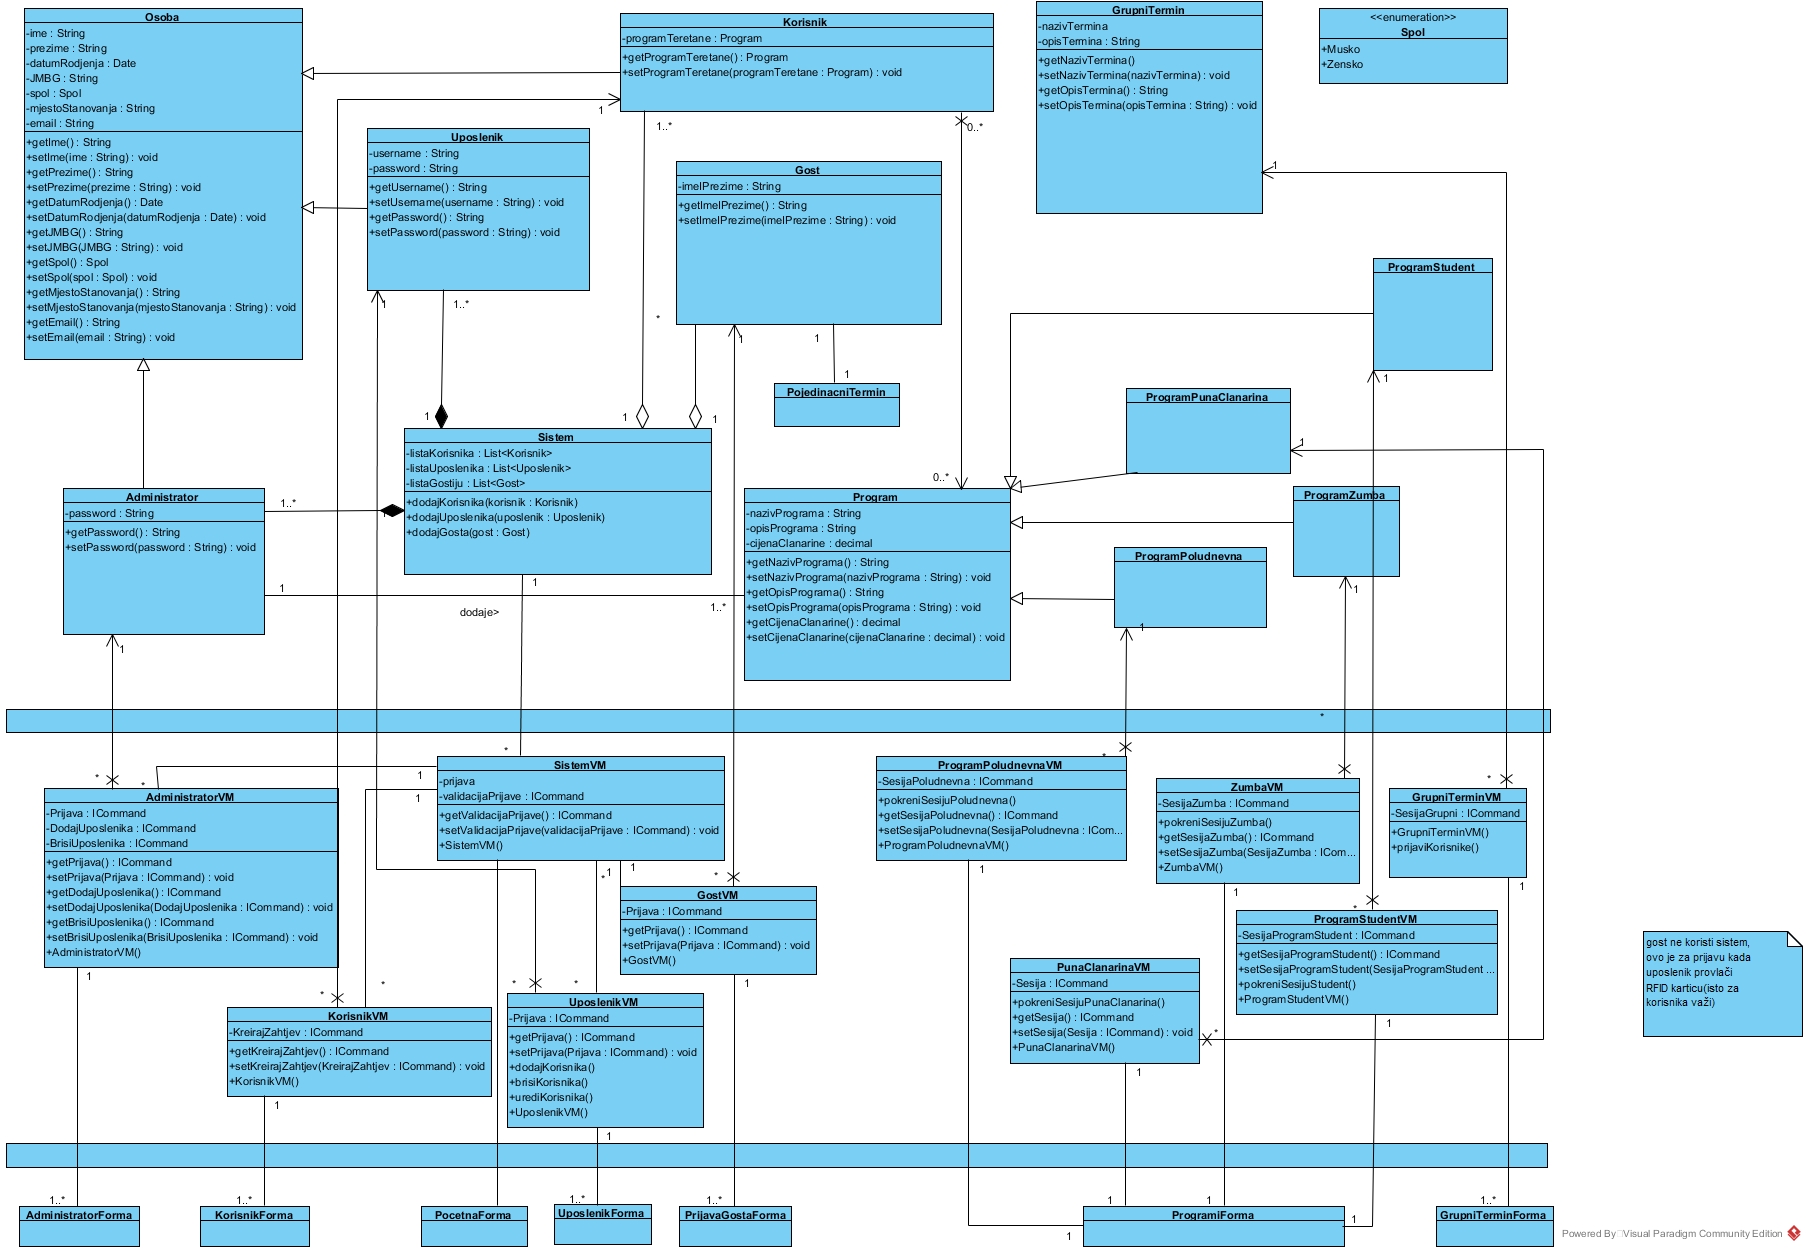 Osoba
-ime : String
-prezime : String
-datumRodjenja : Date
-JMBG : String
-spol : Spol
-mjestoStanovanja : String
-email : String
+getIme() : String
+setIme(ime : String) : void
+getPrezime() : String
+setPrezime(prezime : String) : void
+getDatumRodjenja() : Date
+setDatumRodjenja(datumRodjenja : Date) : void
+getJMBG() : String
+setJMBG(JMBG : String) : void
+getSpol() : Spol
+setSpol(spol : Spol) : void
+getMjestoStanovanja() : String
+setMjestoStanovanja(mjestoStanovanja : String) : void
+getEmail() : String
+setEmail(email : String) : void
Korisnik
-programTeretane : Program
+getProgramTeretane() : Program
+setProgramTeretane(programTeretane : Program) : void
1
1..*
0..*
GrupniTermin
-nazivTermina
-opisTermina : String
+getNazivTermina()
+setNazivTermina(nazivTermina) : void
+getOpisTermina() : String
+setOpisTermina(opisTermina : String) : void
1
<<enumeration>>
Spol
+Musko
+Zensko
Uposlenik
-username : String
-password : String
+getUsername() : String
+setUsername(username : String) : void
+getPassword() : String
+setPassword(password : String) : void
1
1..*
Gost
-imeIPrezime : String
+getImeIPrezime() : String
+setImeIPrezime(imeIPrezime : String) : void
*
1
1
1
PojedinacniTermin
ProgramStudent
1
ProgramPunaClanarina
1
1
1
1
Sistem
-listaKorisnika : List<Korisnik>
-listaUposlenika : List<Uposlenik>
-listaGostiju : List<Gost>
+dodajKorisnika(korisnik : Korisnik)
+dodajUposlenika(uposlenik : Uposlenik)
+dodajGosta(gost : Gost)
1
Administrator
-password : String
+getPassword() : String
+setPassword(password : String) : void
1..*
1
1
dodaje>
1..*
1
0..*
Program
-nazivPrograma : String
-opisPrograma : String
-cijenaClanarine : decimal
+getNazivPrograma() : String
+setNazivPrograma(nazivPrograma : String) : void
+getOpisPrograma() : String
+setOpisPrograma(opisPrograma : String) : void
+getCijenaClanarine() : decimal
+setCijenaClanarine(cijenaClanarine : decimal) : void
ProgramZumba
1
ProgramPoludnevna
1
*
*
*
AdministratorVM
-Prijava : ICommand
-DodajUposlenika : ICommand
-BrisiUposlenika : ICommand
+getPrijava() : ICommand
+setPrijava(Prijava : ICommand) : void
+getDodajUposlenika() : ICommand
+setDodajUposlenika(DodajUposlenika : ICommand) : void
+getBrisiUposlenika() : ICommand
+setBrisiUposlenika(BrisiUposlenika : ICommand) : void
+AdministratorVM()
1
*
1
1
SistemVM
-prijava
-validacijaPrijave : ICommand
+getValidacijaPrijave() : ICommand
+setValidacijaPrijave(validacijaPrijave : ICommand) : void
+SistemVM()
*
1
1
*
GostVM
-Prijava : ICommand
+getPrijava() : ICommand
+setPrijava(Prijava : ICommand) : void
+GostVM()
1
*
ProgramPoludnevnaVM
-SesijaPoludnevna : ICommand
+pokreniSesijuPoludnevna()
+getSesijaPoludnevna() : ICommand
+setSesijaPoludnevna(SesijaPoludnevna : ICom...
+ProgramPoludnevnaVM()
1
ZumbaVM
-SesijaZumba : ICommand
+pokreniSesijuZumba()
+getSesijaZumba() : ICommand
+setSesijaZumba(SesijaZumba : ICom...
+ZumbaVM()
1
*
GrupniTerminVM
-SesijaGrupni : ICommand
+GrupniTerminVM()
+prijaviKorisnike()
1
*
ProgramStudentVM
-SesijaProgramStudent : ICommand
+getSesijaProgramStudent() : ICommand
+setSesijaProgramStudent(SesijaProgramStudent ...
+pokreniSesijuStudent()
+ProgramStudentVM()
1
gost ne koristi sistem,
ovo je za prijavu kada
uposlenik provlači
RFID karticu(isto za
korisnika važi)
PunaClanarinaVM
-Sesija : ICommand
+pokreniSesijuPunaClanarina()
+getSesija() : ICommand
+setSesija(Sesija : ICommand) : void
+PunaClanarinaVM()
*
1
*
*
KorisnikVM
-KreirajZahtjev : ICommand
+getKreirajZahtjev() : ICommand
+setKreirajZahtjev(KreirajZahtjev : ICommand) : void
+KorisnikVM()
1
*
*
UposlenikVM
-Prijava : ICommand
+getPrijava() : ICommand
+setPrijava(Prijava : ICommand) : void
+dodajKorisnika()
+brisiKorisnika()
+urediKorisnika()
+UposlenikVM()
1
1..*
AdministratorForma
1..*
KorisnikForma
PocetnaForma
1..*
UposlenikForma
1..*
PrijavaGostaForma
1
1
1
1
ProgramiForma
1..*
GrupniTerminForma
Powered By Visual Paradigm Community Edition